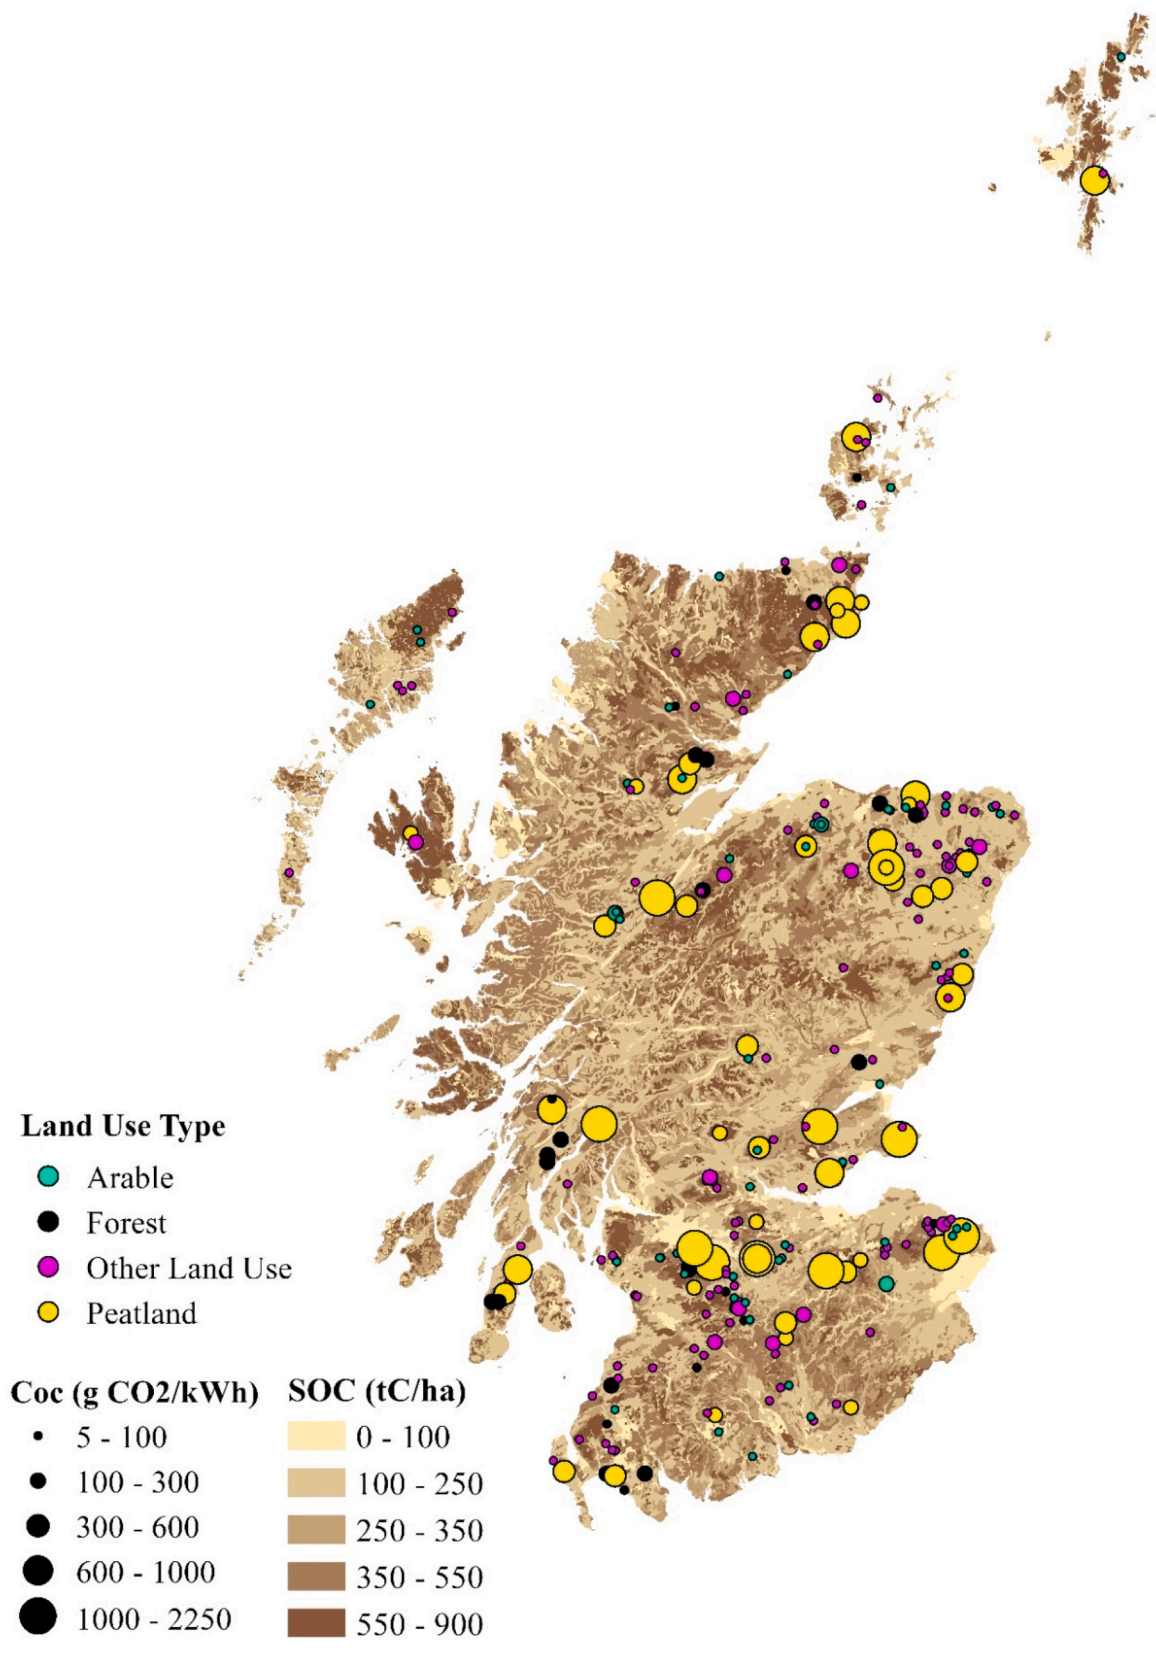 Land Use Type
Arable
Forest
Other Land Use
Peatland
Coc (g CO2/kWh)
5 - 100
100 - 300
300 - 600
600 - 1000
1000 - 2250
SOC (tC/ha)
0 - 100
100 - 250
250 - 350
350 - 550
550 - 900